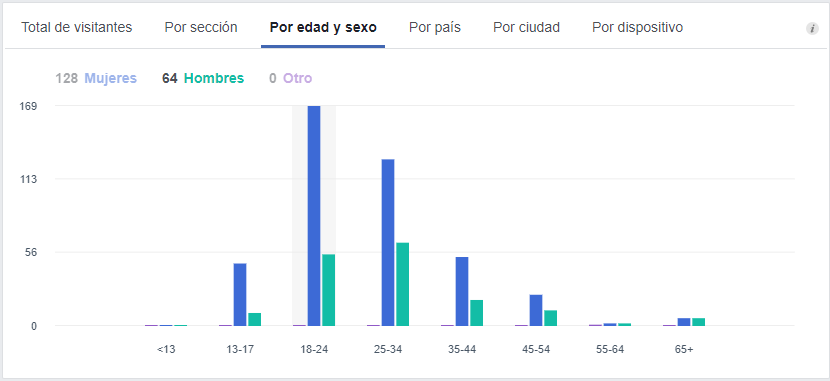 Total de visitantes Por sección Por edad y sexo Por país Por ciudad Por dispositivo i
128 Mujeres 64 Hombres 0 Otro
169
113
56
0
<13 13-17 18-24 25-34 35-44 45-54 55-64 65+